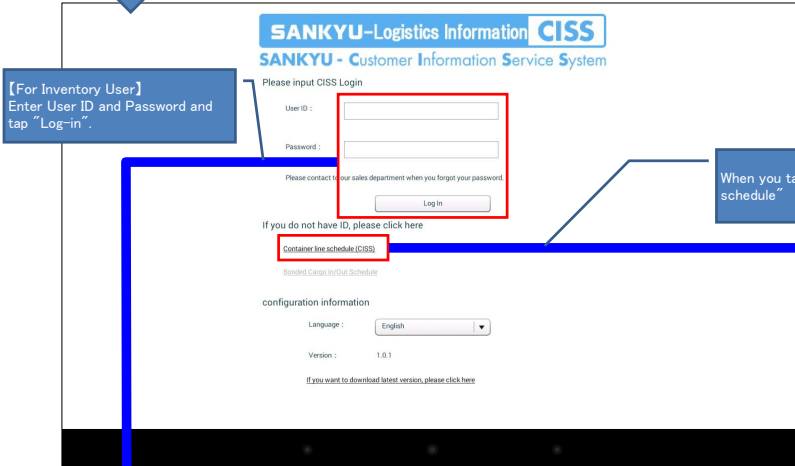 SANKYU-Logistics Information CISS
SANKYU - Customer Information Service System
Please input CISS Login
【For Inventory User】
Enter User ID and Password and
tap "Log-in".
User ID :
Password :
Please contact to our sales department when you forgot your password.
Log In
When you ta
schedule"
If you do not have ID, please click here
Container line schedule (CISS)
Bonded Cargo In/Out Schedule
configuration information
Language :
English
Version :
1.0.1
If you want to download latest version, please click here